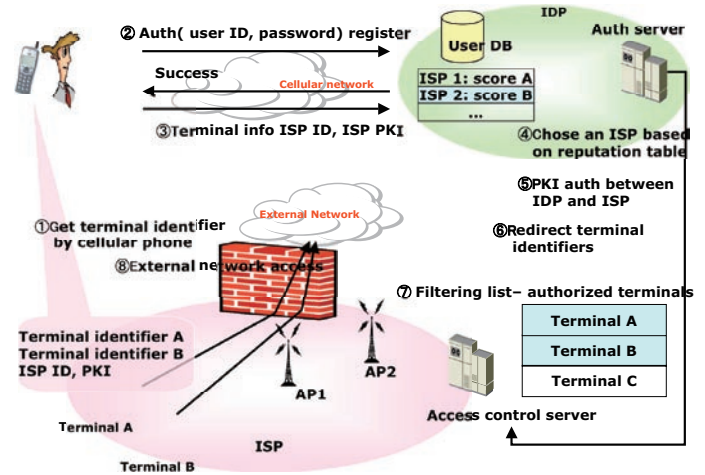 ② Auth( user ID, password) register
Success
Cellular network
③Terminal info ISP ID, ISP PKI
IDP
User DB
Auth server
ISP 1: score A
ISP 2: score B
...
④Chose an ISP based
on reputation table
⑤PKI auth between
IDP and ISP
⑥Redirect terminal
identifiers
①Get terminal identifier
by cellular phone
External Network
⑧External network access
⑦ Filtering list– authorized terminals
Terminal A
Terminal B
Terminal C
Terminal identifier A
Terminal identifier B
ISP ID, PKI
AP1
AP2
Access control server
Terminal A
ISP
Terminal B